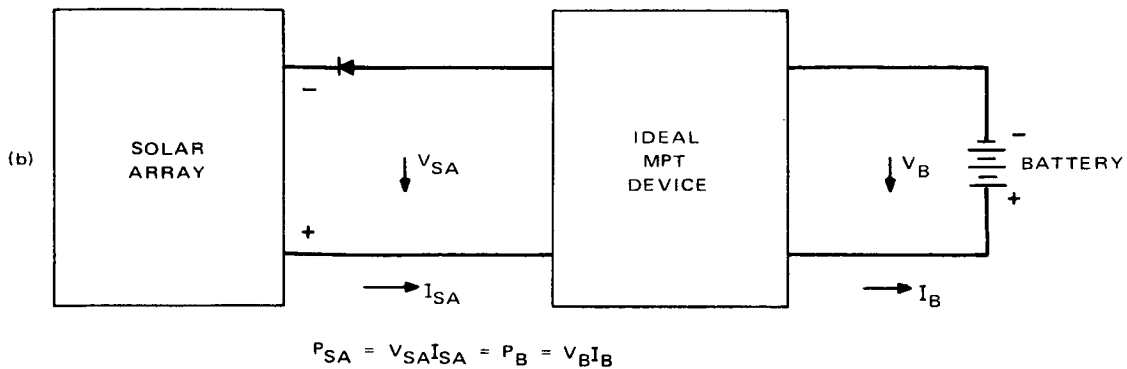 (b)
SOLAR
ARRAY
−
V_SA
+
I_SA
IDEAL
MPT
DEVICE
V_B
−
BATTERY
+
I_B
P_SA = V_SA I_SA = P_B = V_B I_B